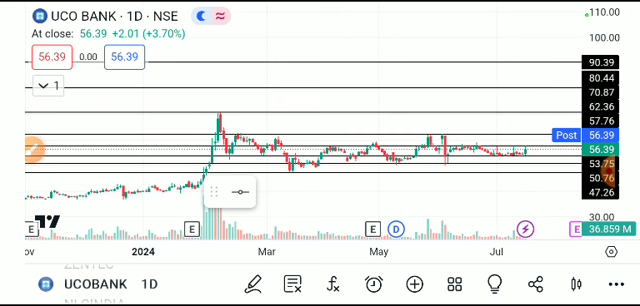 UCO BANK · 1D · NSE
110.00
At close: 56.39 +2.01 (+3.70%)
100.00
56.39 0.00 56.39
90.39
80.44
1
70.87
62.36
57.76
Post 56.39
56.39
53.75
50.76
47.26
30.00
E E E D E
36.859 M
2024 Mar May Jul
UCOBANK 1D